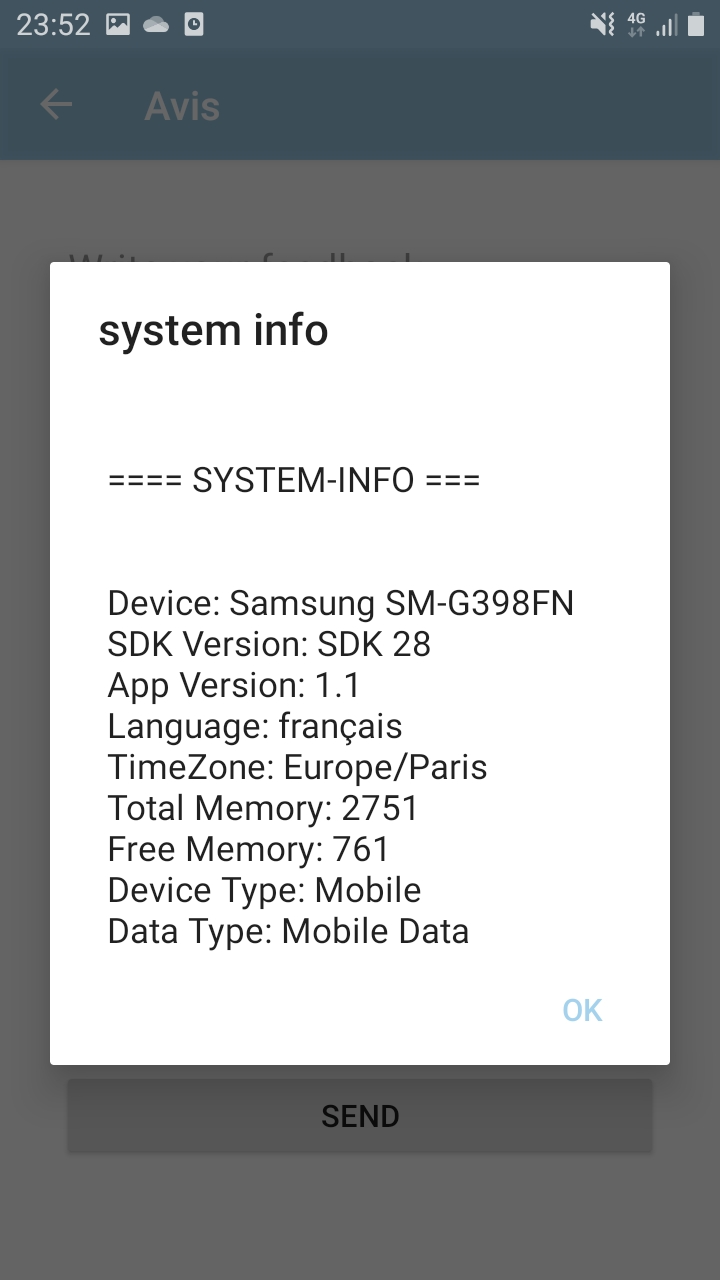 23:52
4G
Avis
system info
==== SYSTEM-INFO ===
Device: Samsung SM-G398FN
SDK Version: SDK 28
App Version: 1.1
Language: français
TimeZone: Europe/Paris
Total Memory: 2751
Free Memory: 761
Device Type: Mobile
Data Type: Mobile Data
OK
SEND